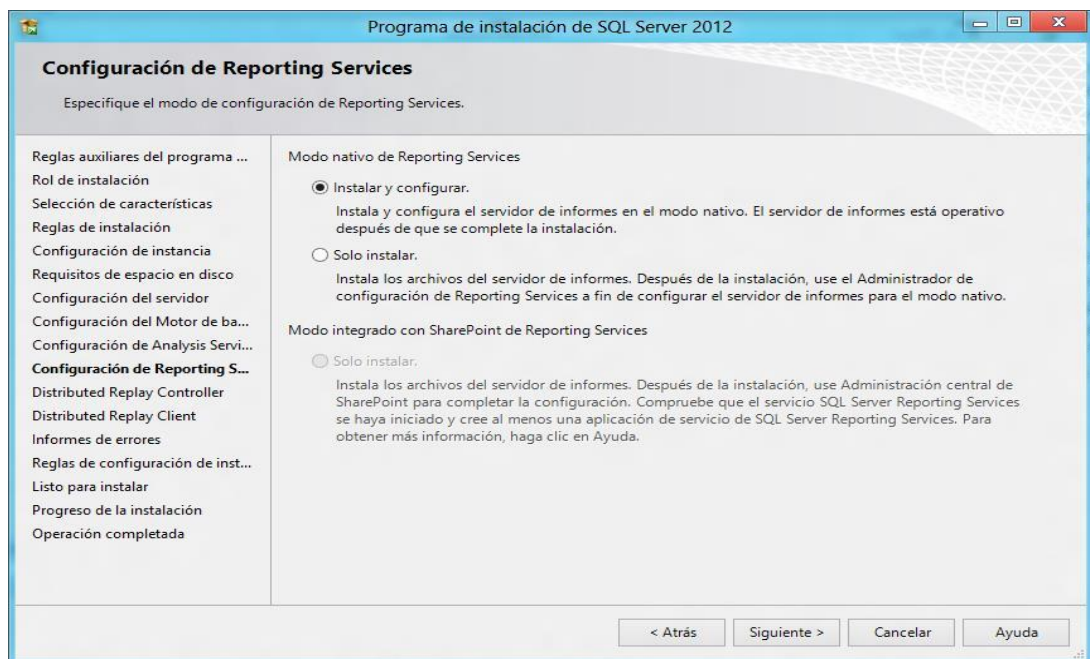 Programa de instalación de SQL Server 2012
Configuración de Reporting Services
Especifique el modo de configuración de Reporting Services.
Reglas auxiliares del programa ...
Rol de instalación
Selección de características
Reglas de instalación
Configuración de instancia
Requisitos de espacio en disco
Configuración del servidor
Configuración del Motor de ba...
Configuración de Analysis Servi...
Configuración de Reporting S...
Distributed Replay Controller
Distributed Replay Client
Informes de errores
Reglas de configuración de inst...
Listo para instalar
Progreso de la instalación
Operación completada
Modo nativo de Reporting Services
Instalar y configurar.
Instala y configura el servidor de informes en el modo nativo. El servidor de informes está operativo
después de que se complete la instalación.
Solo instalar.
Instala los archivos del servidor de informes. Después de la instalación, use el Administrador de
configuración de Reporting Services a fin de configurar el servidor de informes para el modo nativo.
Modo integrado con SharePoint de Reporting Services
Solo instalar.
Instala los archivos del servidor de informes. Después de la instalación, use Administración central de
SharePoint para completar la configuración. Compruebe que el servicio SQL Server Reporting Services
se haya iniciado y cree al menos una aplicación de servicio de SQL Server Reporting Services. Para
obtener más información, haga clic en Ayuda.
< Atrás
Siguiente >
Cancelar
Ayuda